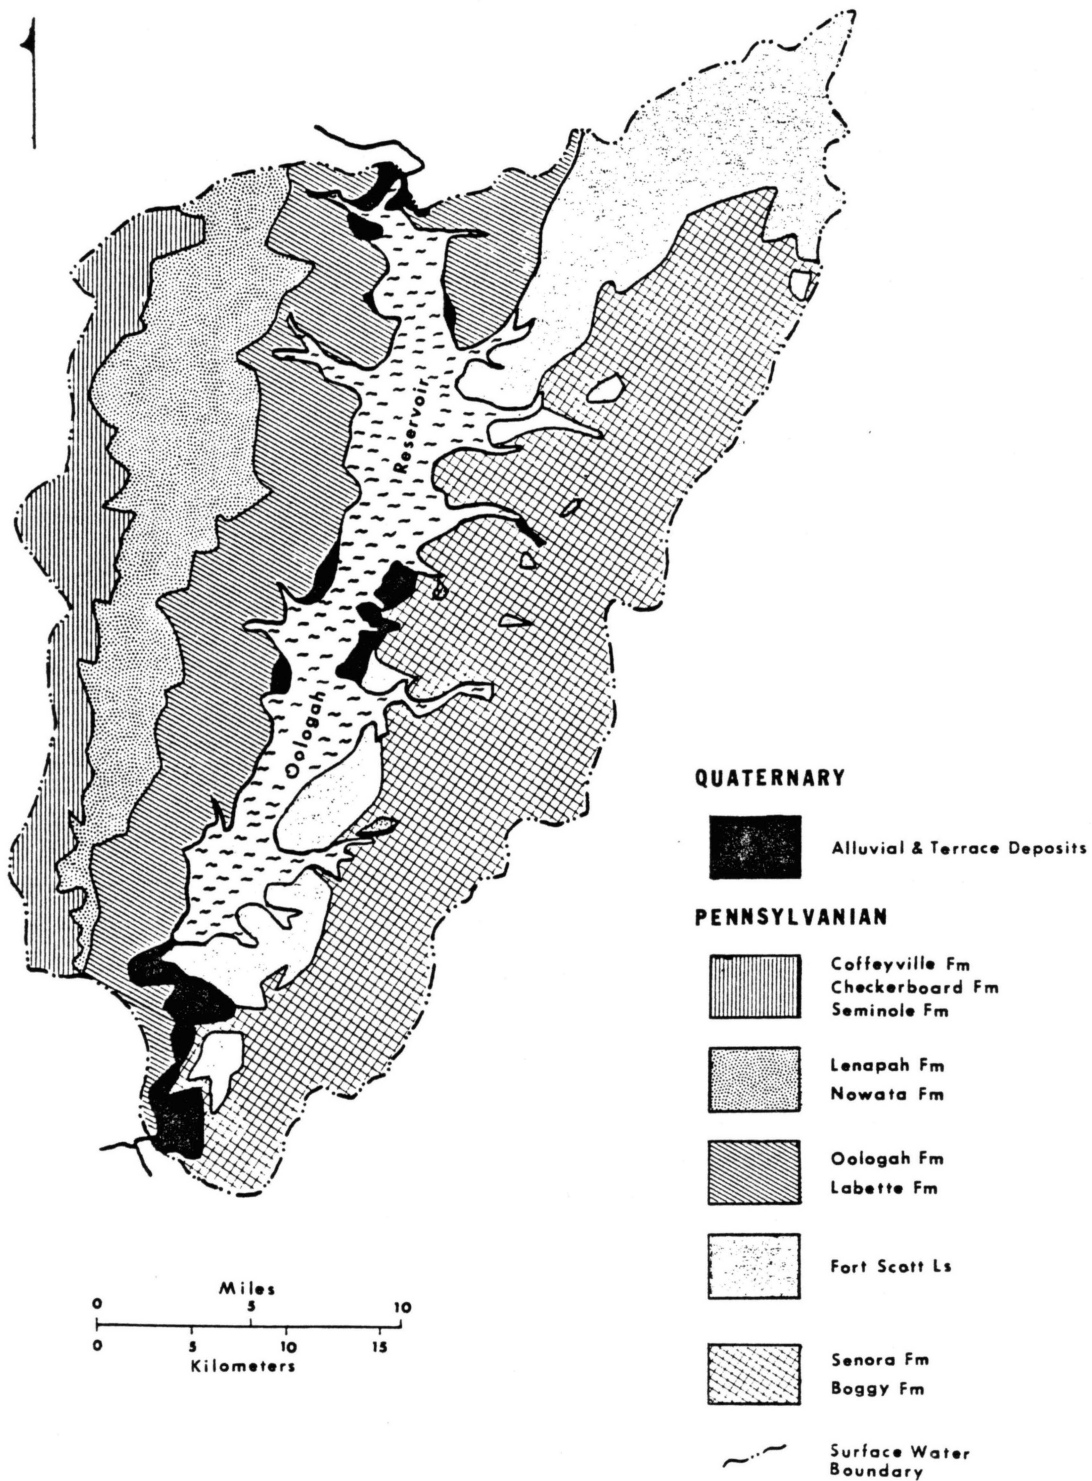 Reservoir
Oologah
QUATERNARY
Alluvial & Terrace Deposits
PENNSYLVANIAN
Coffeyville Fm
Checkerboard Fm
Seminole Fm
Lenapah Fm
Nowata Fm
Oologah Fm
Labette Fm
Fort Scott Ls
Senora Fm
Boggy Fm
Surface Water
Boundary
Miles
0 5 10
0 5 10 15
Kilometers